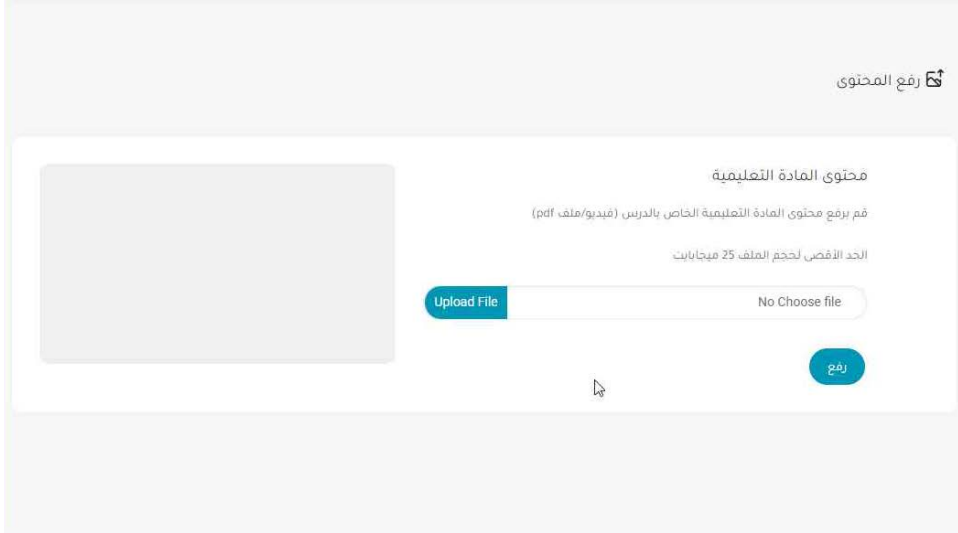 رفع المحتوى
محتوى المادة التعليمية
قم برفع محتوى المادة التعليمية الخاص بالدرس (فيديو/ملف pdf)
الحد الأقصى لحجم الملف 25 ميجابايت
No Choose file
Upload File
رفع